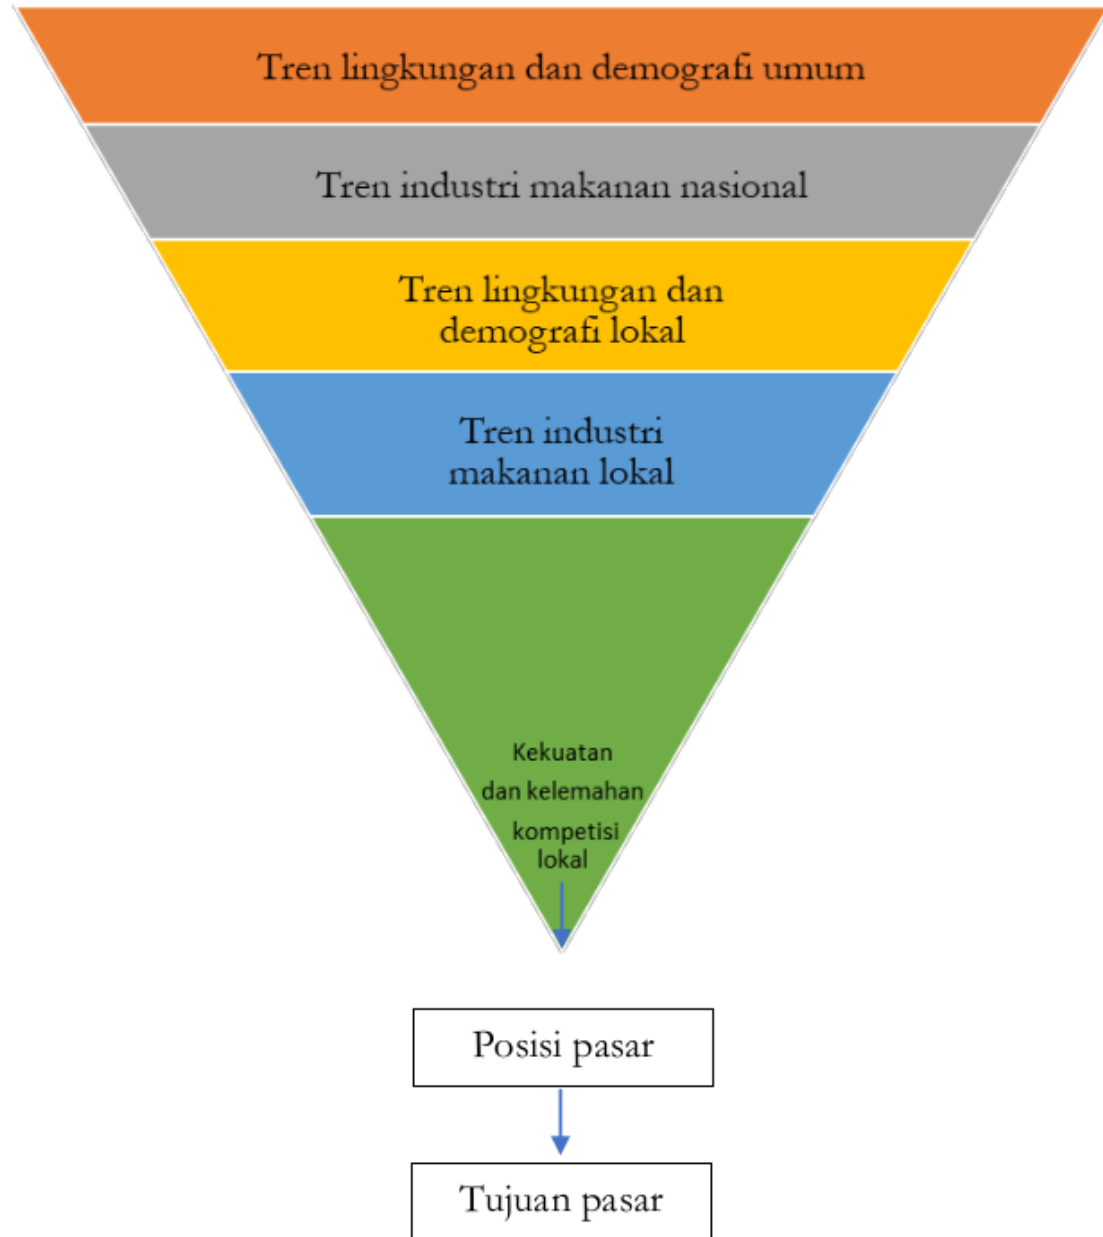 Tren lingkungan dan demografi umum
Tren industri makanan nasional
Tren lingkungan dan
demografi lokal
Tren industri
makanan lokal
Kekuatan
dan kelemahan
kompetisi
lokal
Posisi pasar
Tujuan pasar